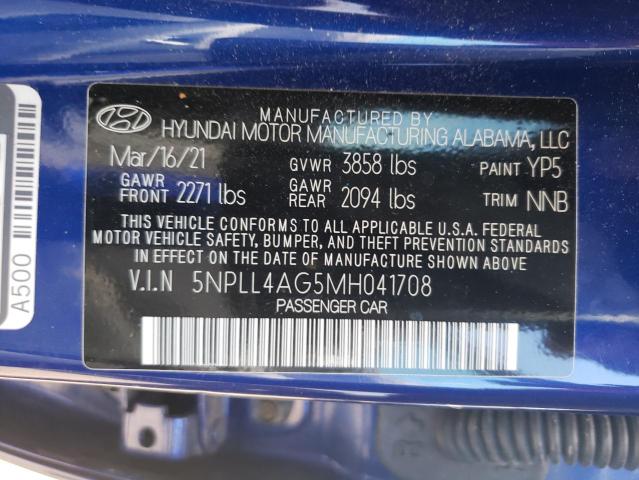 MANUFACTURED BY
HYUNDAI MOTOR MANUFACTURING ALABAMA, LLC
Mar/16/21 GVWR 3858 lbs PAINT YP5
GAWR FRONT 2271 lbs GAWR REAR 2094 lbs TRIM NNB
THIS VEHICLE CONFORMS TO ALL APPLICABLE U.S.A. FEDERAL
MOTOR VEHICLE SAFETY, BUMPER, AND THEFT PREVENTION
STANDARDS IN EFFECT ON THE DATE OF MANUFACTURE SHOWN ABOVE.
V.I.N 5NPLL4AG5MH041708
PASSENGER CAR
A500